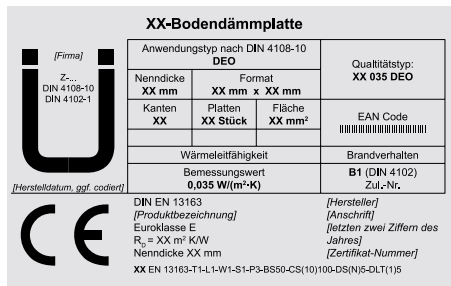 XX-Bodendämmplatte
[Firma]
Z-...
DIN 4108-10
DIN 4102-1
[Herstelldatum, ggf. codiert]
Anwendungstyp nach DIN 4108-10
DEO
Qualtitätstyp:
XX 035 DEO
Nenndicke
XX mm
Format
XX mm x XX mm
Kanten
XX
Platten
XX Stück
Fläche
XX mm²
EAN Code
Wärmeleitfähigkeit
Brandverhalten
Bemessungswert
0,035 W/(m²·K)
B1 (DIN 4102)
Zul.-Nr.
CE
DIN EN 13163
[Produktbezeichnung]
Euroklasse E
R_D = XX m² K/W
Nenndicke XX mm
[Hersteller]
[Anschrift]
[letzten zwei Ziffern des
Jahres]
[Zertifikat-Nummer]
XX EN 13163-T1-L1-W1-S1-P3-BS50-CS(10)100-DS(N)5-DLT(1)5